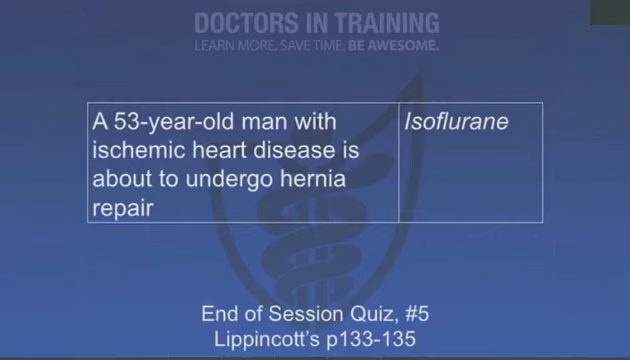 DOCTORS IN TRAINING
LEARN MORE. SAVE TIME. BE AWESOME.
A 53-year-old man with
ischemic heart disease is
about to undergo hernia
repair
Isoflurane
End of Session Quiz, #5
Lippincott's p133-135